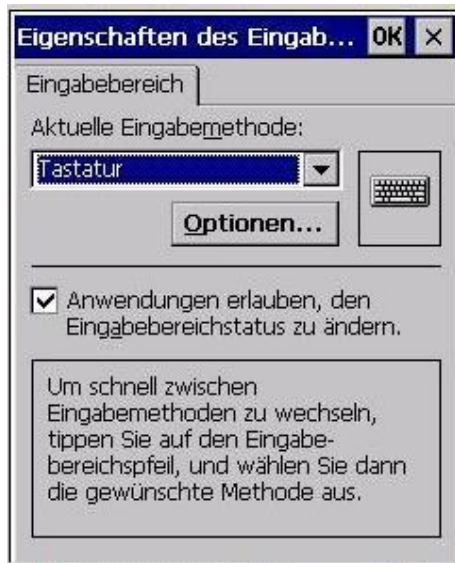 Eigenschaften des Eingab... OK ×
Eingabebereich
Aktuelle Eingabemethode:
Tastatur
Optionen...
Anwendungen erlauben, den
Eingabebereichstatus zu ändern.
Um schnell zwischen
Eingabemethoden zu wechseln,
tippen Sie auf den Eingabe-
bereichspfeil, und wählen Sie dann
die gewünschte Methode aus.